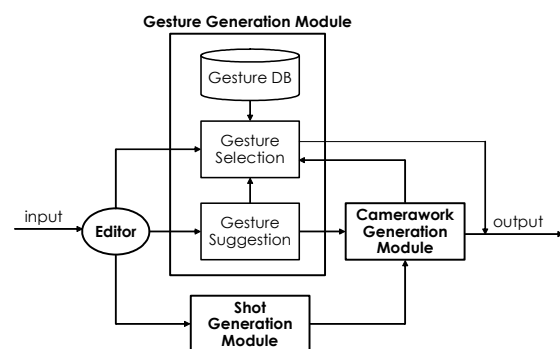 Gesture Generation Module
Gesture DB
Gesture
Selection
input
Editor
Gesture
Suggestion
Camerawork
Generation
Module
output
Shot
Generation
Module